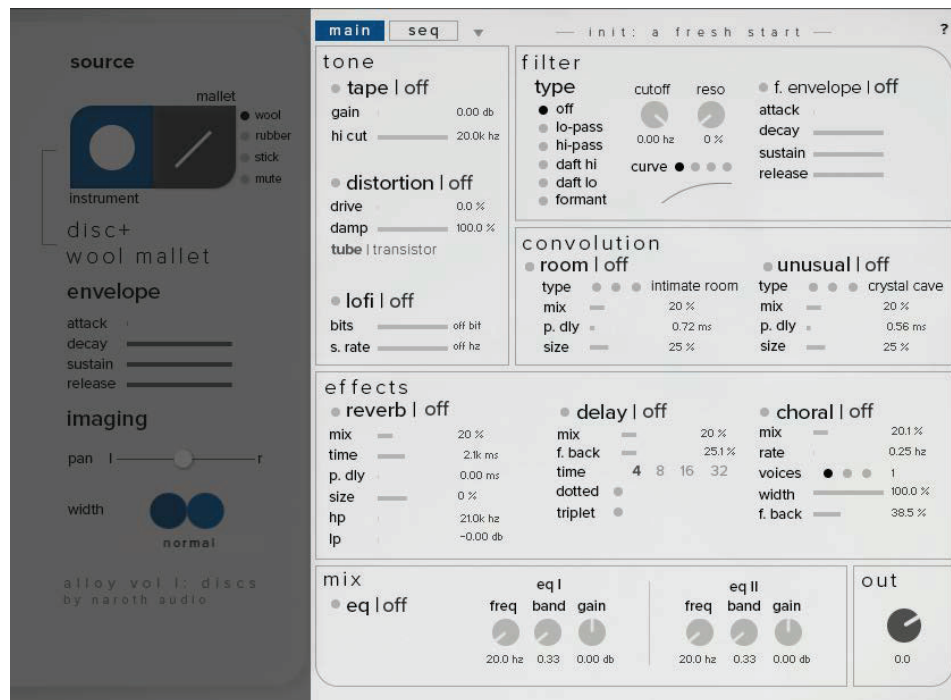 source
mallet
wool
rubber
stick
mute
instrument
disc+
wool mallet
envelope
attack
decay
sustain
release
imaging
pan l r
width
normal
alloy vol I: discs
by naroth audio
main seq — init: a fresh start — ?
tone
tape | off
gain 0.00 db
hi cut 20.0k hz
distortion | off
drive 0.0 %
damp 100.0 %
tube | transistor
lofi | off
bits off bit
s. rate off hz
filter
type
off
lo-pass
hi-pass
daft hi
daft lo
formant
cutoff reso
0.00 hz 0 %
curve
f. envelope | off
attack
decay
sustain
release
convolution
room | off
type intimate room
mix 20 %
p. dly 0.72 ms
size 25 %
unusual | off
type crystal cave
mix 20 %
p. dly 0.56 ms
size 25 %
effects
reverb | off
mix 20 %
time 2.1k ms
p. dly 0.00 ms
size 0 %
hp 21.0k hz
lp -0.00 db
delay | off
mix 20 %
f. back 25.1 %
time 4 8 16 32
dotted
triplet
choral | off
mix 20.1 %
rate 0.25 hz
voices 1
width 100.0 %
f. back 38.5 %
mix
eq | off
eq I
freq band gain
20.0 hz 0.33 0.00 db
eq II
freq band gain
20.0 hz 0.33 0.00 db
out
0.0